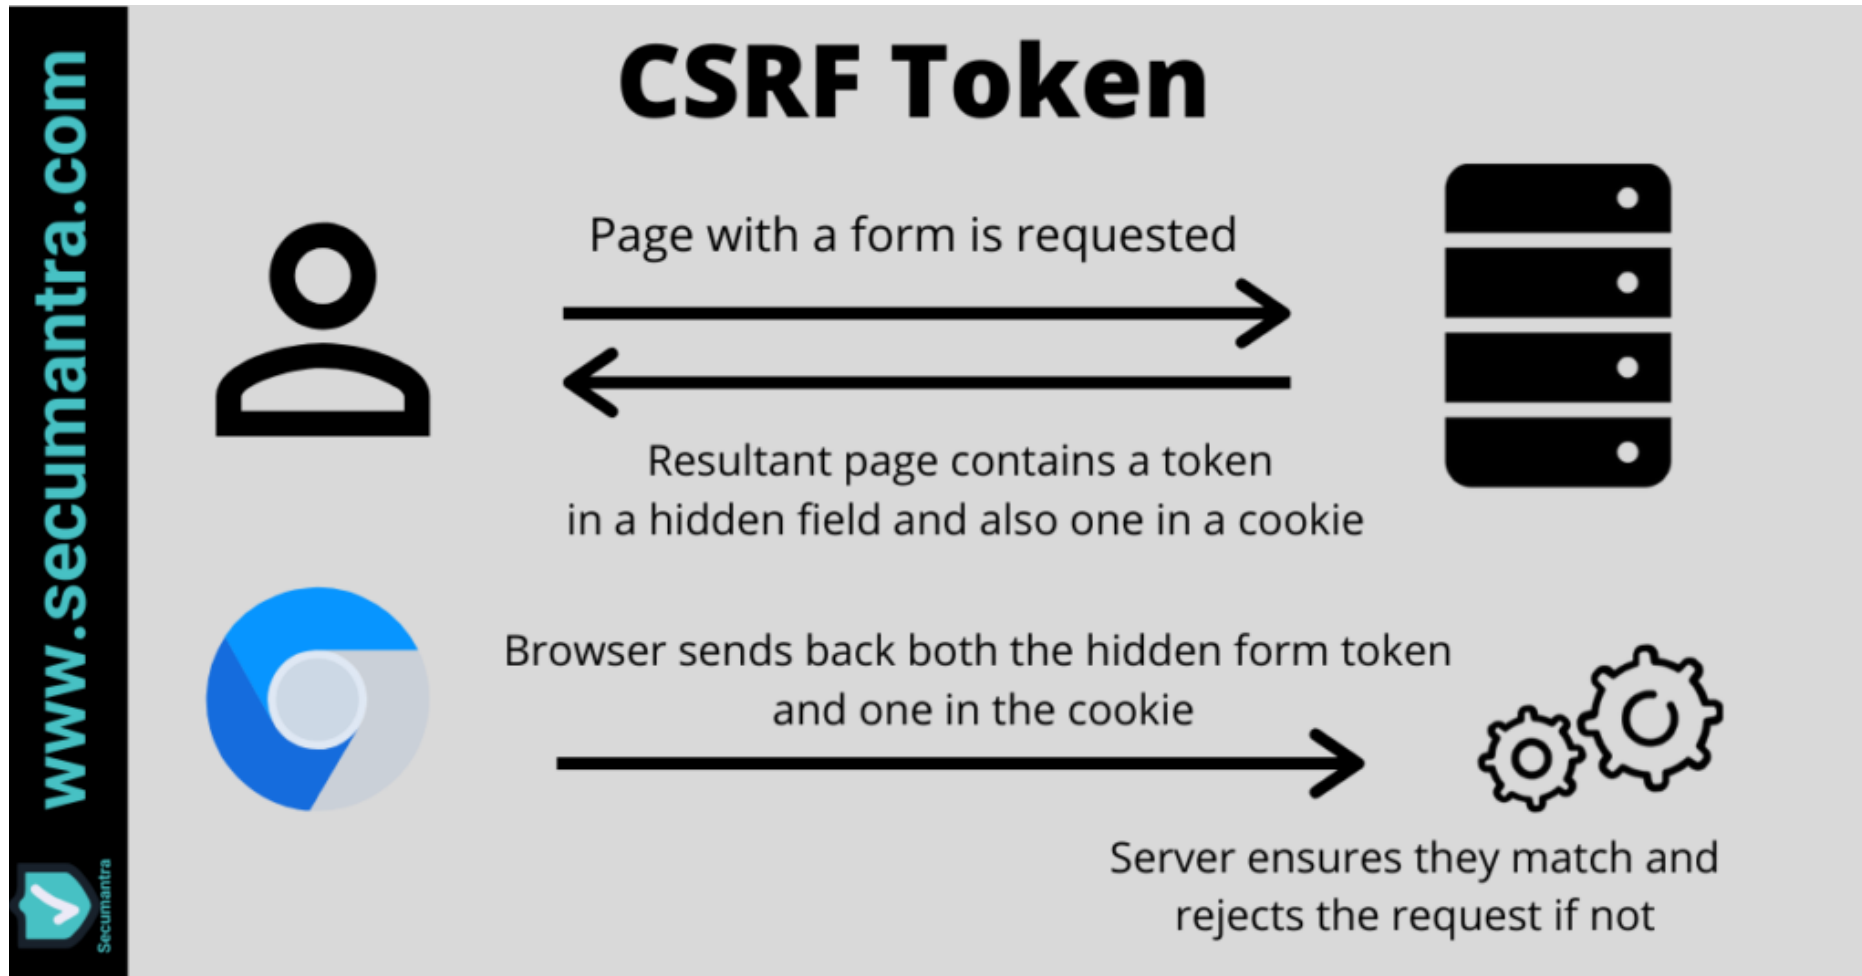 www.secumantra.com
Secumantra
CSRF Token
Page with a form is requested
Resultant page contains a token
in a hidden field and also one in a cookie
Browser sends back both the hidden form token
and one in the cookie
Server ensures they match and
rejects the request if not